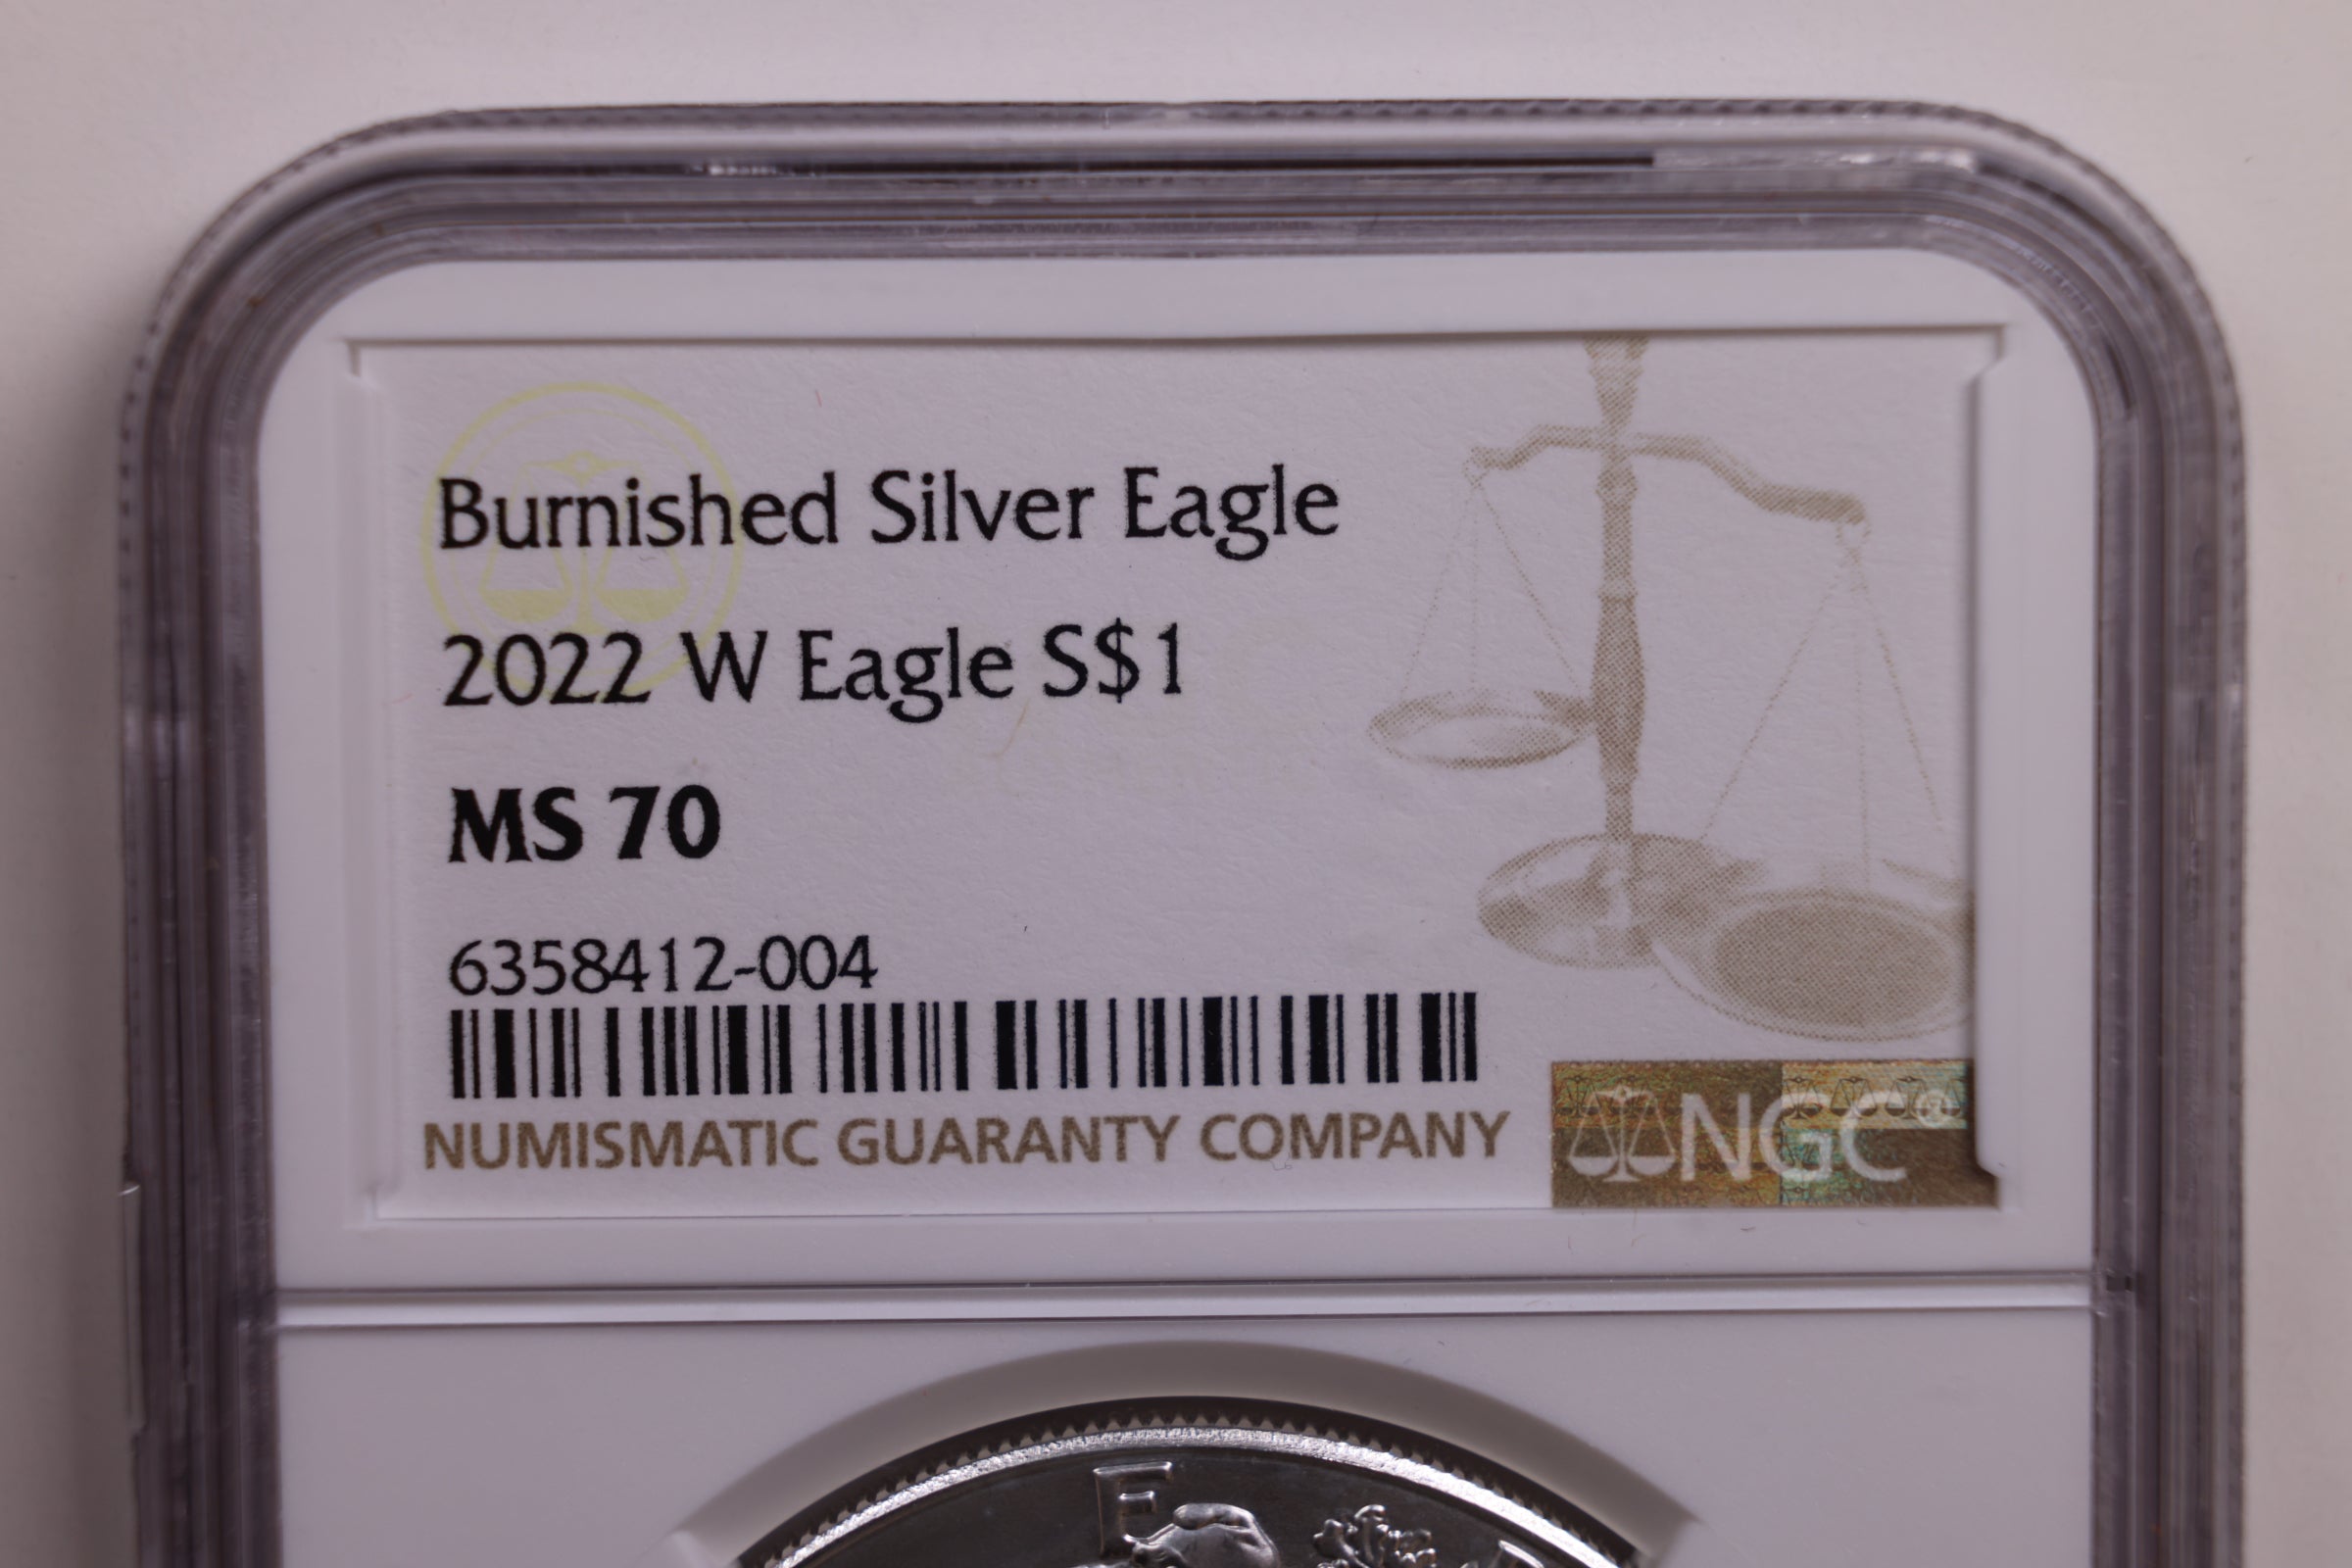 Burnished Silver Eagle
2022 W Eagle S$1
MS 70
6358412-004
NUMISMATIC GUARANTY COMPANY
NGC®
E